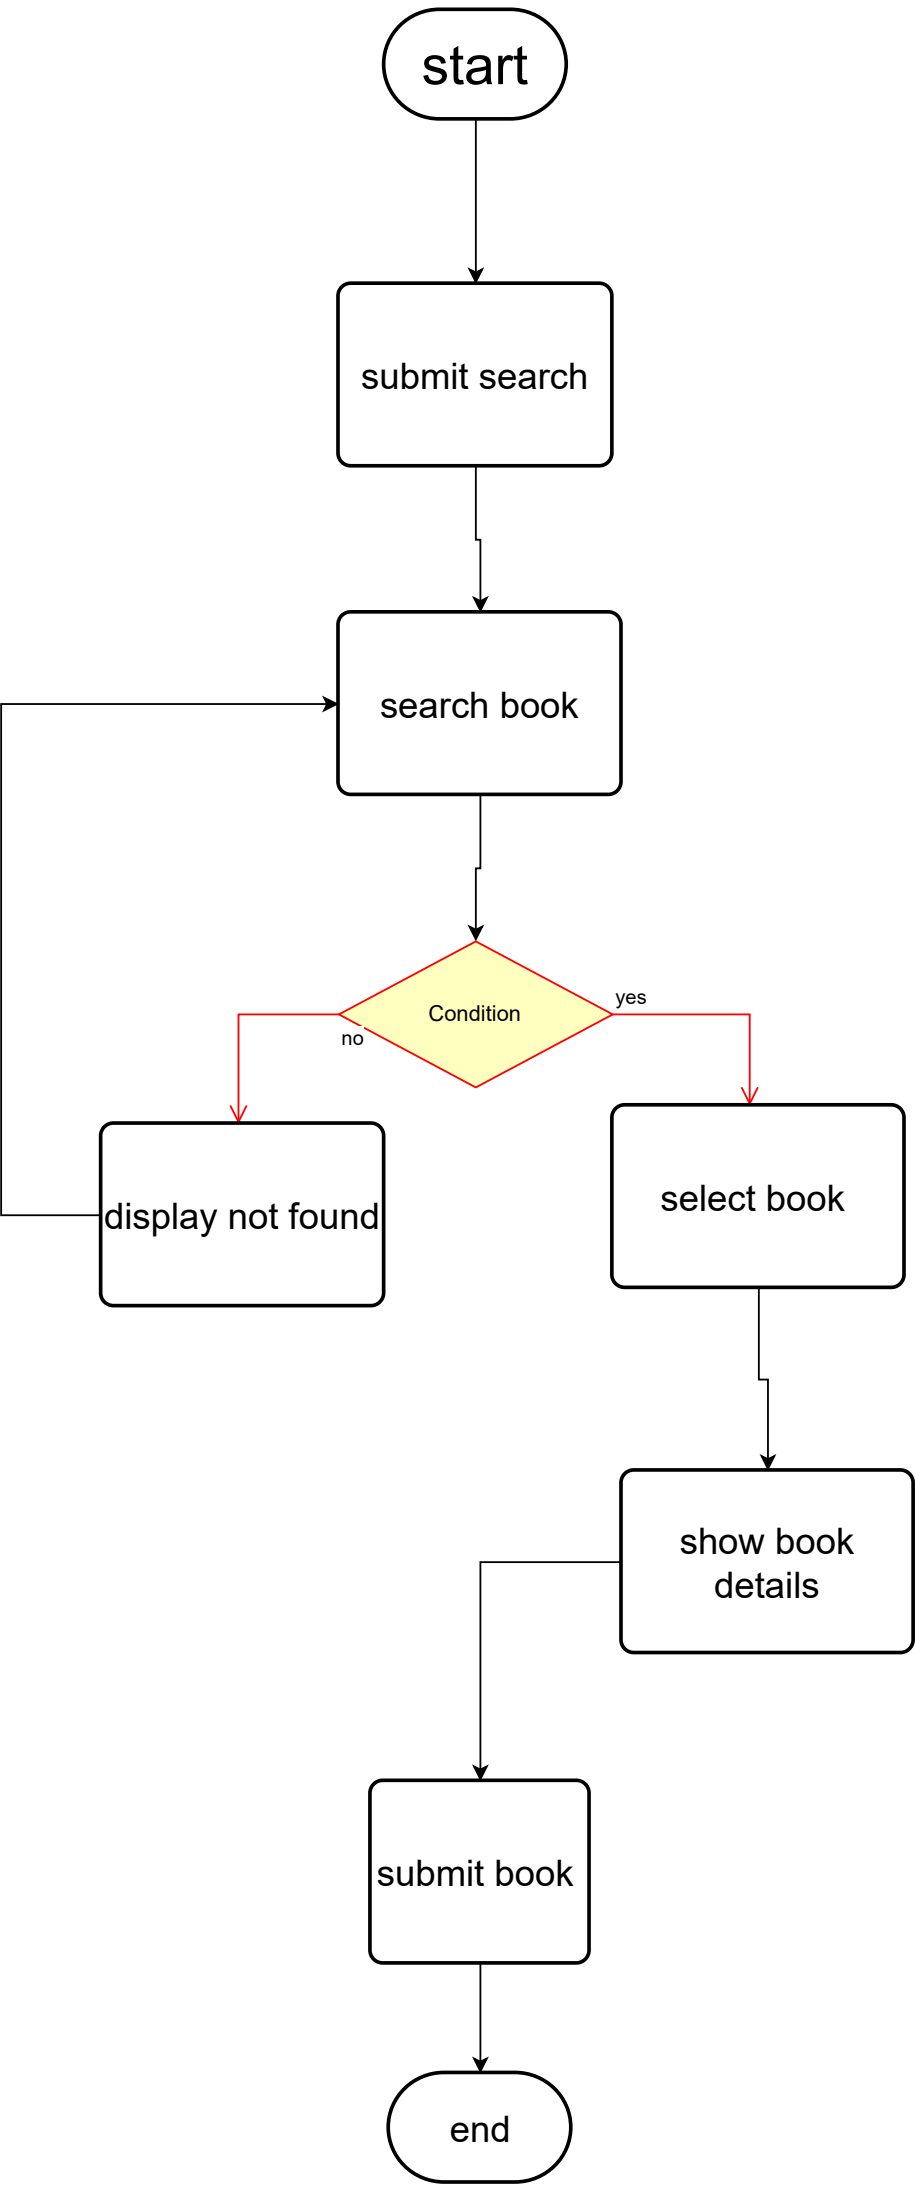 start
submit search
search book
Condition
yes
no
select book
display not found
show book
details
submit book
end